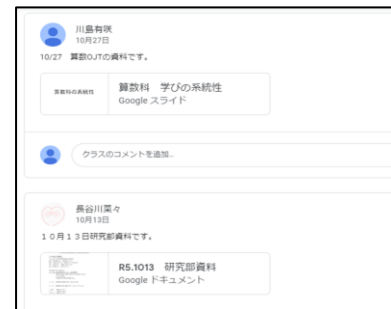 川島有咲
10月27日
10/27 算数OJTの資料です。
算数科の系統性
算数科 学びの系統性
Google スライド
クラスのコメントを追加...
長谷川菜々
10月13日
１０月１３日研究部資料です。
R5.1013 研究部資料
Google ドキュメント